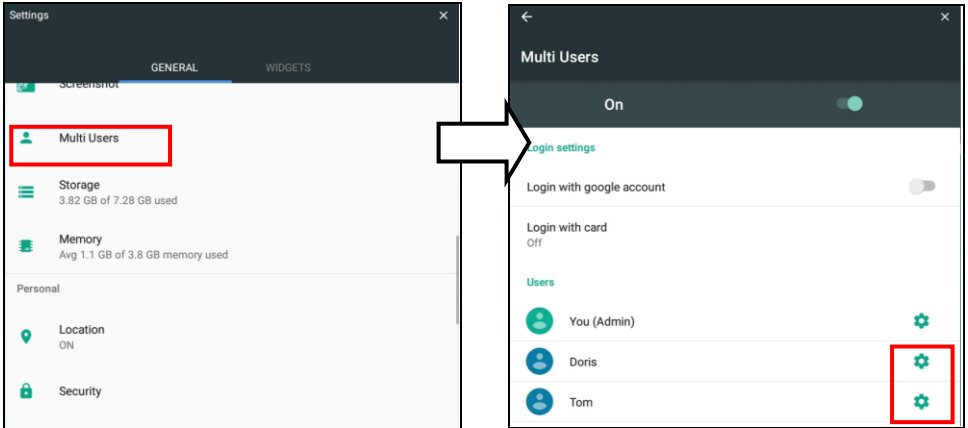 Settings
GENERAL
WIDGETS
Screenshot
Multi Users
Storage
3.82 GB of 7.28 GB used
Memory
Avg 1.1 GB of 3.8 GB memory used
Personal
Location
ON
Security
Multi Users
On
Login settings
Login with google account
Login with card
Off
Users
You (Admin)
Doris
Tom